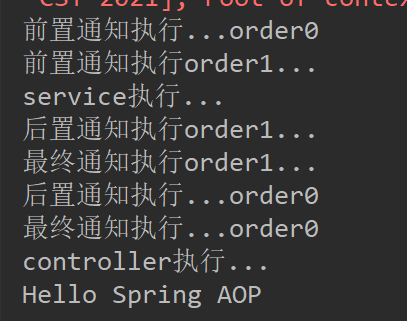 CST 2021], root of conte
前置通知执行...order0
前置通知执行order1...
service执行...
后置通知执行order1...
最终通知执行order1...
后置通知执行...order0
最终通知执行...order0
controller执行...
Hello Spring AOP